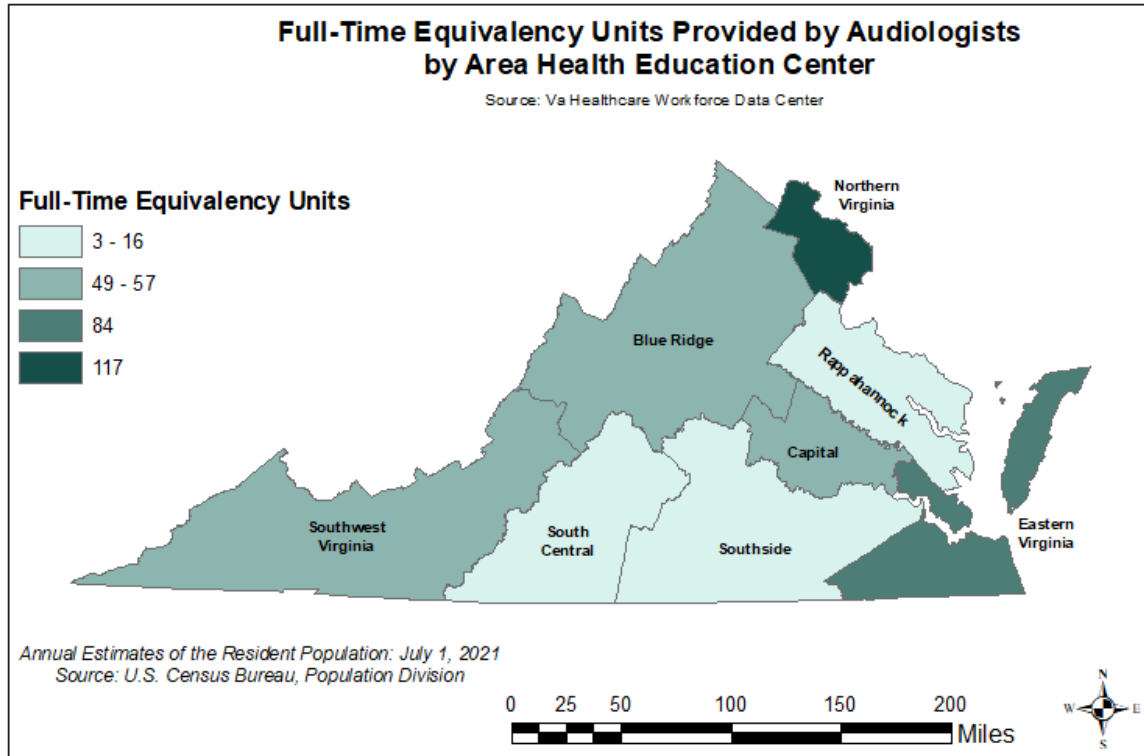 Full-Time Equivalency Units Provided by Audiologists
by Area Health Education Center
Source: Va Healthcare Workforce Data Center
Full-Time Equivalency Units
3 - 16
49 - 57
84
117
Northern
Virginia
Blue Ridge
Rappahannock
Capital
Southwest
Virginia
South
Central
Southside
Eastern
Virginia
Annual Estimates of the Resident Population: July 1, 2021
Source: U.S. Census Bureau, Population Division
0 25 50 100 150 200
Miles
N
W E
S